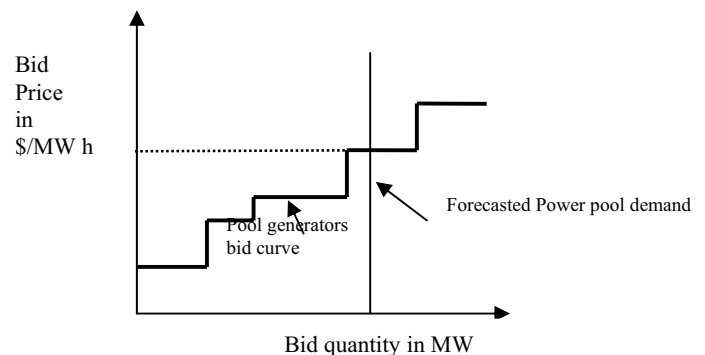 Bid
Price
in
$/MW h
Pool generators
bid curve
Forecasted Power pool demand
Bid quantity in MW